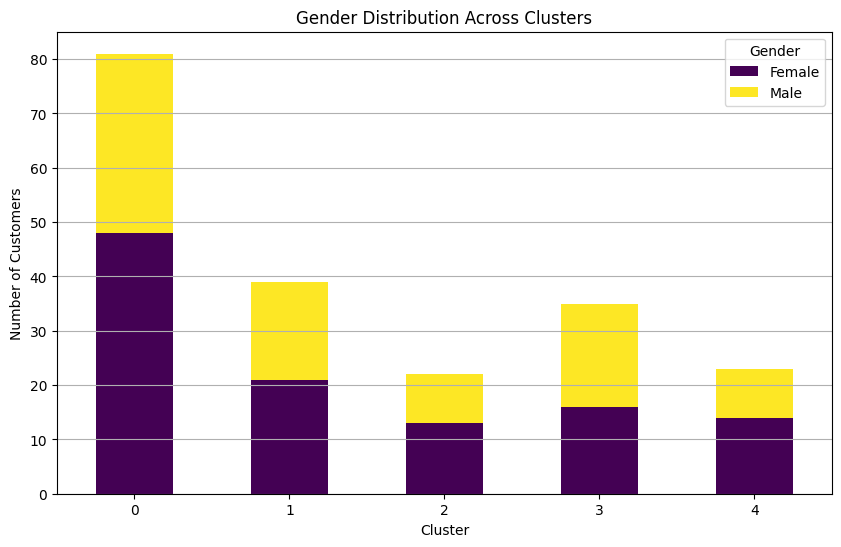 Gender Distribution Across Clusters
Gender
Female
Male
Number of Customers
80
70
60
50
40
30
20
10
0
0 1 2 3 4
Cluster